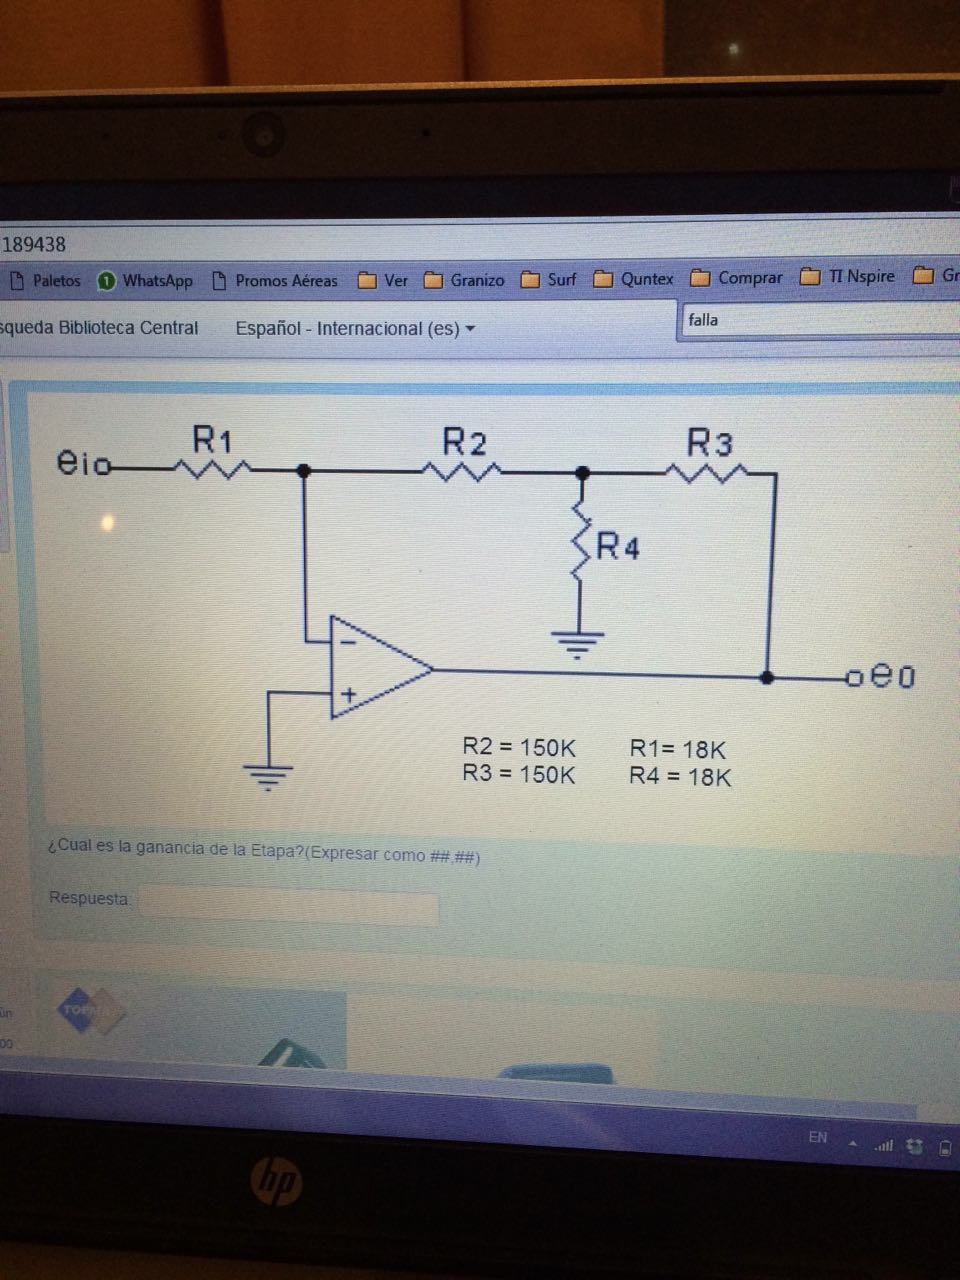 189438
Paletos 1 WhatsApp Promos Aéreas Ver Granizo Surf Quntex Comprar TI Nspire Gr
squeda Biblioteca Central Español - Internacional (es)
falla
R1 R2 R3
ei
R4
−
+
e0
R2 = 150K R1= 18K
R3 = 150K R4 = 18K
¿Cual es la ganancia de la Etapa?(Expresar como ##,##)
Respuesta:
ún
00
EN
hp